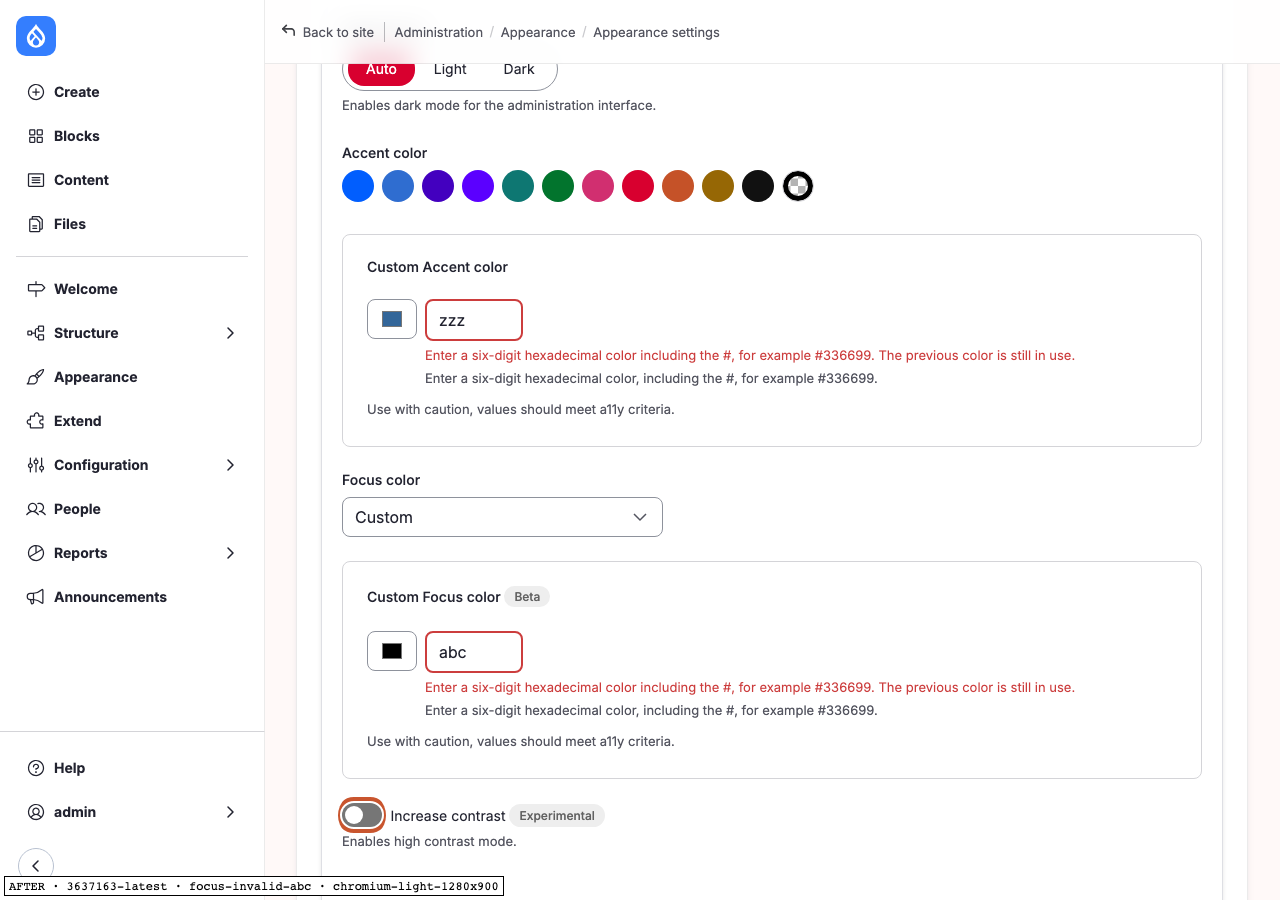 Back to site
Administration / Appearance / Appearance settings
Create
Blocks
Content
Files
Welcome
Structure
Appearance
Extend
Configuration
People
Reports
Announcements
Help
admin
Auto Light Dark
Enables dark mode for the administration interface.
Accent color
Custom Accent color
zzz
Enter a six-digit hexadecimal color including the #, for example #336699. The previous color is still in use.
Enter a six-digit hexadecimal color, including the #, for example #336699.
Use with caution, values should meet a11y criteria.
Focus color
Custom
Custom Focus color Beta
abc
Enter a six-digit hexadecimal color including the #, for example #336699. The previous color is still in use.
Enter a six-digit hexadecimal color, including the #, for example #336699.
Use with caution, values should meet a11y criteria.
Increase contrast Experimental
Enables high contrast mode.
AFTER · 3637163-latest · focus-invalid-abc · chromium-light-1280x900